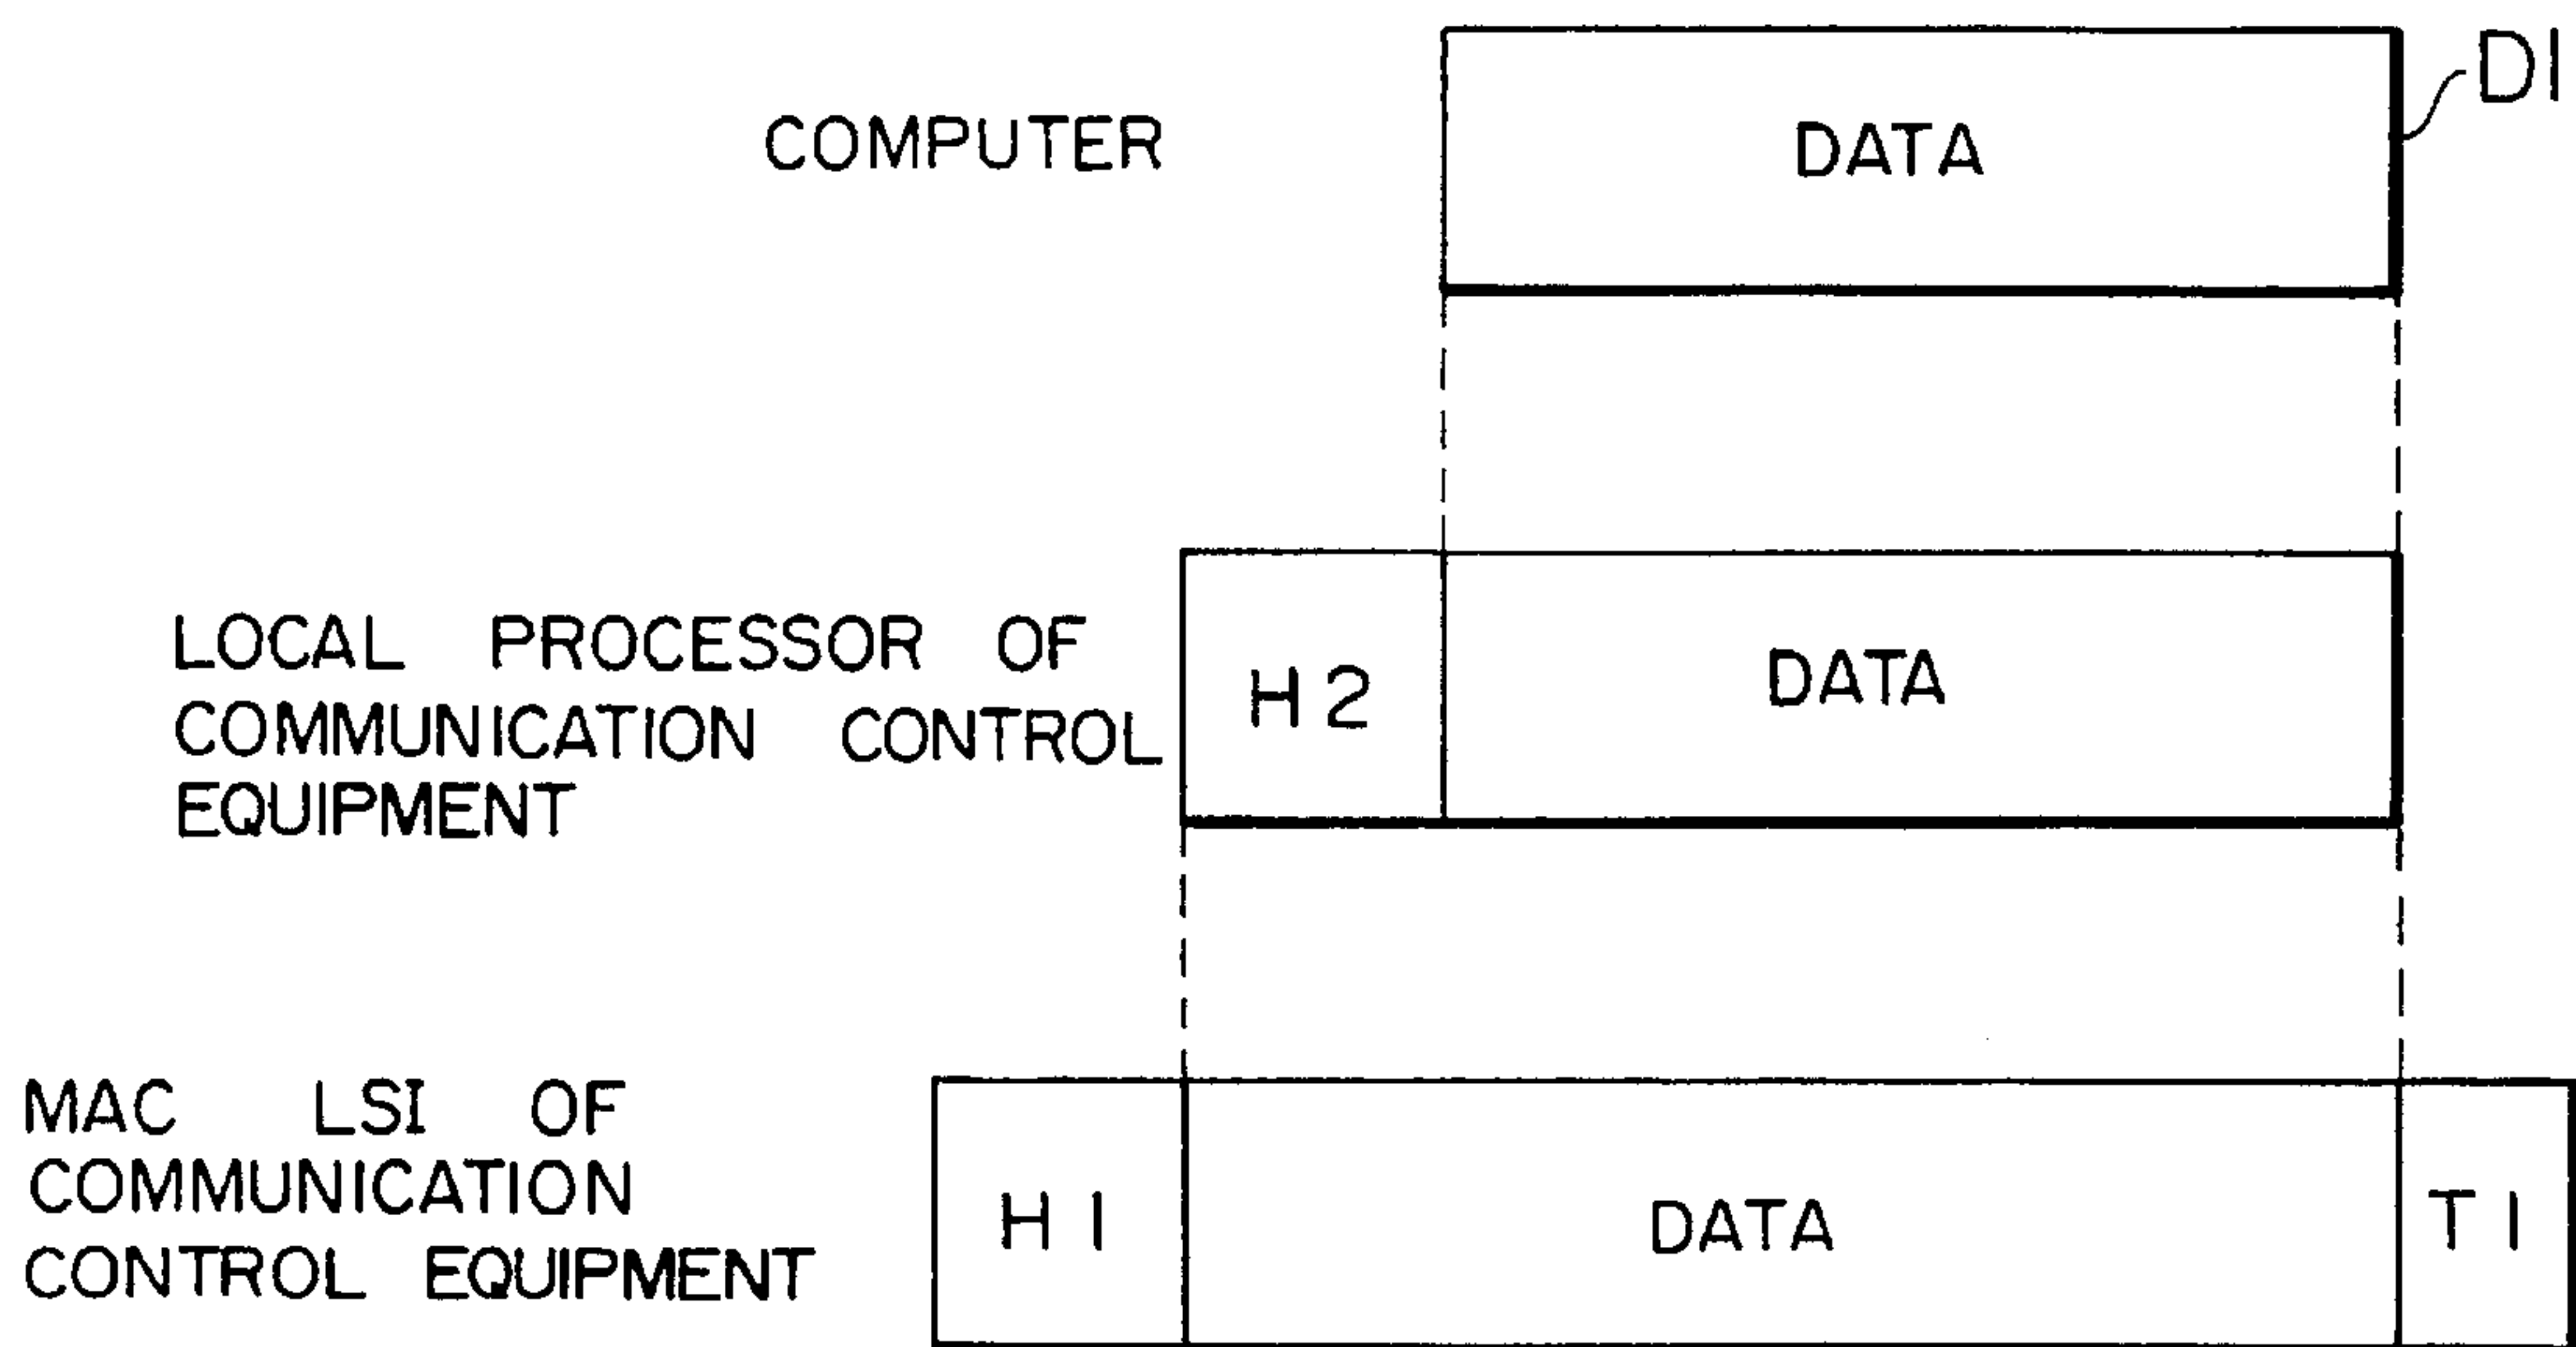 COMPUTER
DATA
D1
LOCAL PROCESSOR OF
COMMUNICATION CONTROL
EQUIPMENT
H2
DATA
MAC LSI OF
COMMUNICATION
CONTROL EQUIPMENT
H1
DATA
T1